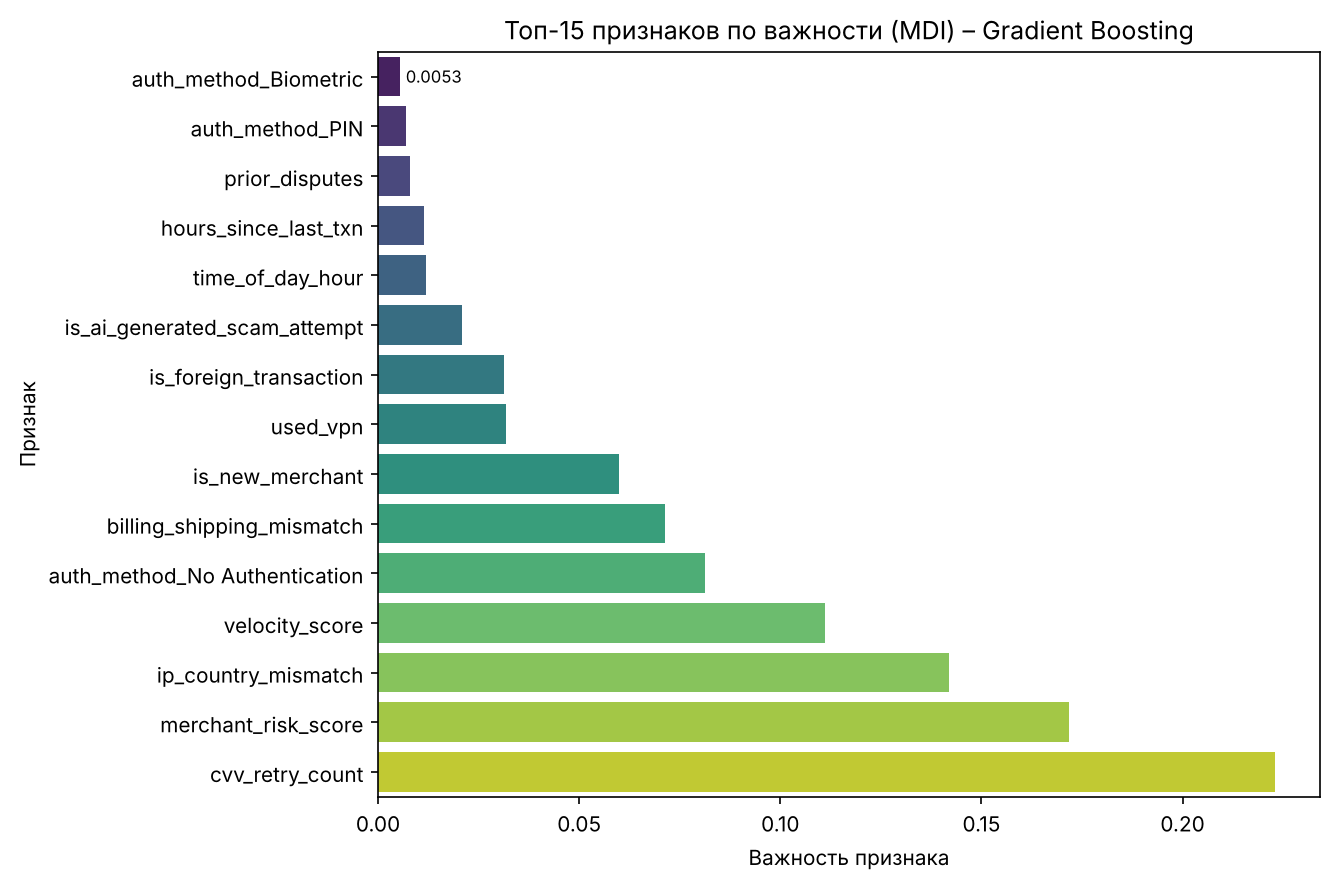 Топ-15 признаков по важности (MDI) – Gradient Boosting
Признак
auth_method_Biometric
0.0053
auth_method_PIN
prior_disputes
hours_since_last_txn
time_of_day_hour
is_ai_generated_scam_attempt
is_foreign_transaction
used_vpn
is_new_merchant
billing_shipping_mismatch
auth_method_No Authentication
velocity_score
ip_country_mismatch
merchant_risk_score
cvv_retry_count
0.00 0.05 0.10 0.15 0.20
Важность признака